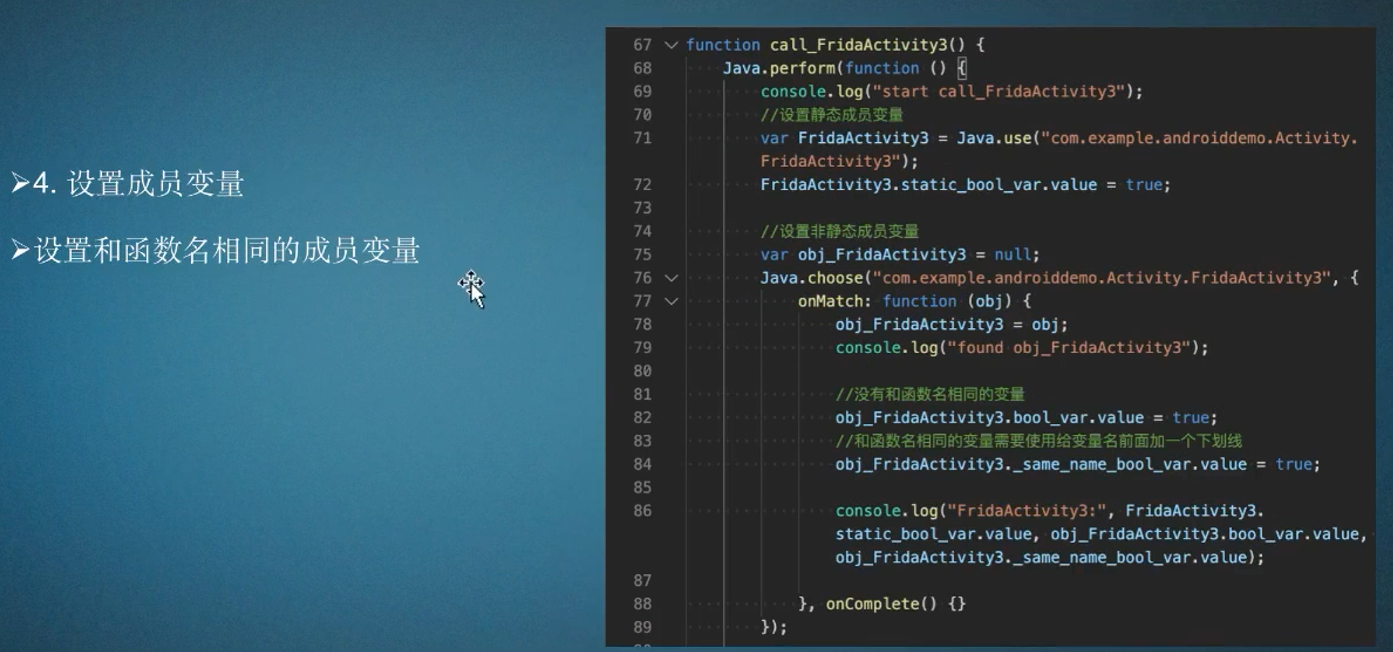 ➢4. 设置成员变量
➢设置和函数名相同的成员变量
67 function call_FridaActivity3() {
68 Java.perform(function () {
69 console.log("start call_FridaActivity3");
70 //设置静态成员变量
71 var FridaActivity3 = Java.use("com.example.androiddemo.Activity.
FridaActivity3");
72 FridaActivity3.static_bool_var.value = true;
73
74 //设置非静态成员变量
75 var obj_FridaActivity3 = null;
76 Java.choose("com.example.androiddemo.Activity.FridaActivity3", {
77 onMatch: function (obj) {
78 obj_FridaActivity3 = obj;
79 console.log("found obj_FridaActivity3");
80
81 //没有和函数名相同的变量
82 obj_FridaActivity3.bool_var.value = true;
83 //和函数名相同的变量需要使用给变量名前面加一个下划线
84 obj_FridaActivity3._same_name_bool_var.value = true;
85
86 console.log("FridaActivity3:", FridaActivity3.
static_bool_var.value, obj_FridaActivity3.bool_var.value,
obj_FridaActivity3._same_name_bool_var.value);
87
88 }, onComplete() {}
89 });